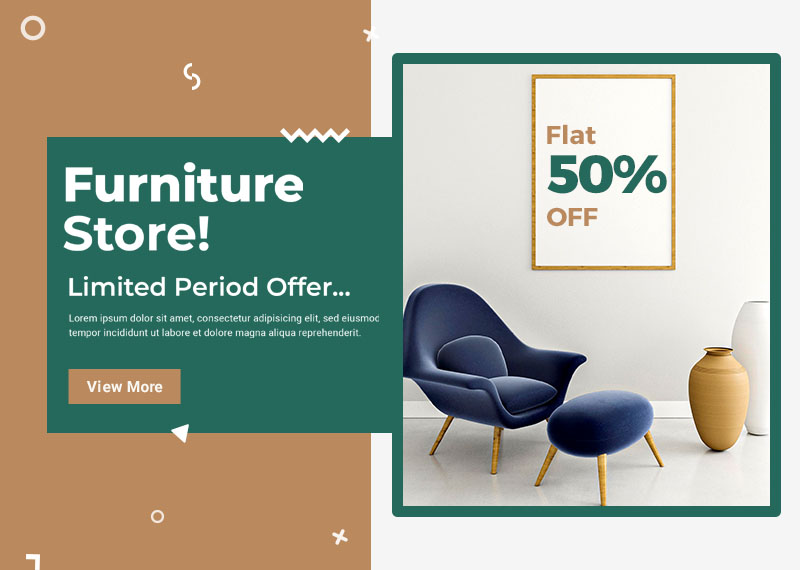 Furniture
Store!
Limited Period Offer...
Lorem ipsum dolor sit amet, consectetur adipisicing elit, sed eiusmod
tempor incididunt ut labore et dolore magna aliqua reprehenderit.
View More
Flat
50%
OFF